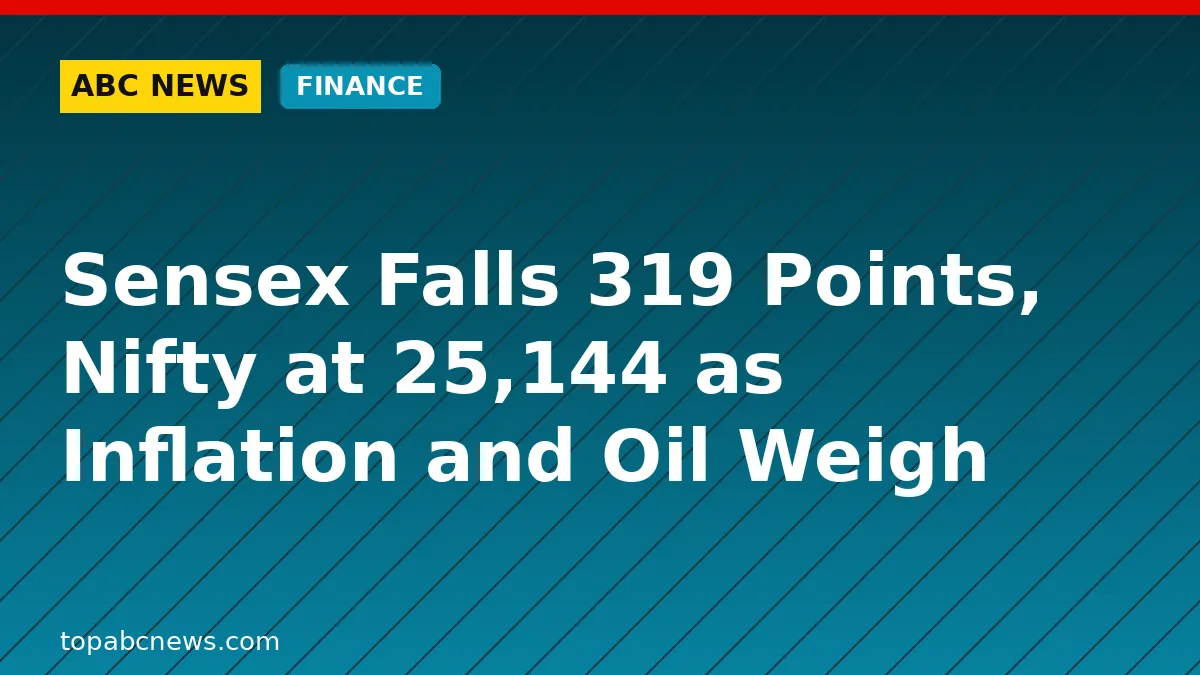 ABC NEWS
FINANCE
Sensex Falls 319 Points,
Nifty at 25,144 as
Inflation and Oil Weigh
topabcnews.com